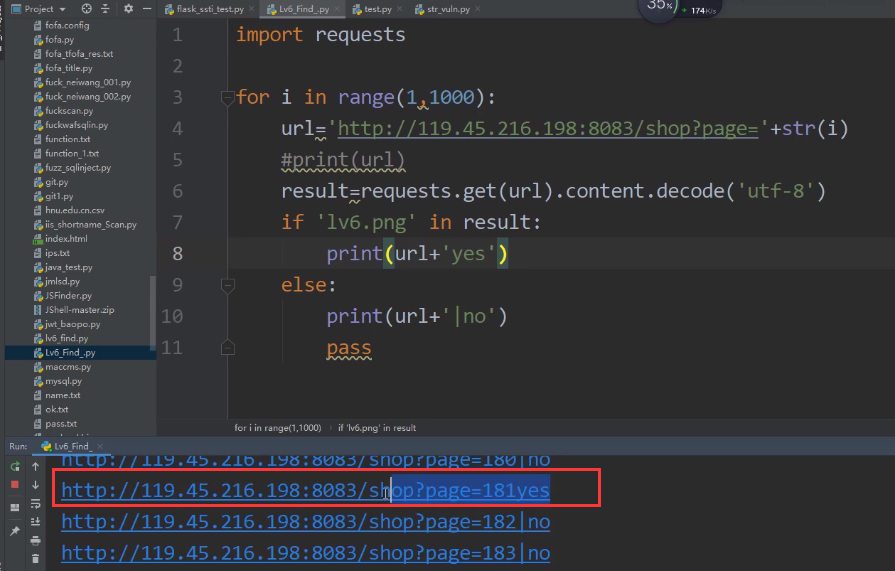 Project
flask_ssti_test.py
Lv6_Find_.py
test.py
str_vuln.py
35%
174K/s
fofa.config
fofa.py
fofa_tfofa_res.txt
fofa_title.py
fuck_neiwang_001.py
fuck_neiwang_002.py
fuckscan.py
fuckwafsqlin.py
function.txt
function_1.txt
fuzz_sqlinject.py
git.py
git1.py
hnu.edu.cn.csv
iis_shortname_Scan.py
index.html
ips.txt
java_test.py
jmlsd.py
JSFinder.py
JShell-master.zip
jwt_baopo.py
lv6_find.py
Lv6_Find_.py
maccms.py
mysql.py
name.txt
ok.txt
pass.txt
1 import requests
2
3 for i in range(1,1000):
4 url='http://119.45.216.198:8083/shop?page='+str(i)
5 #print(url)
6 result=requests.get(url).content.decode('utf-8')
7 if 'lv6.png' in result:
8 print(url+'yes')
9 else:
10 print(url+'|no')
11 pass
for i in range(1,1000) › if 'lv6.png' in result
Run: Lv6_Find_
http://119.45.216.198:8083/shop?page=180|no
http://119.45.216.198:8083/shop?page=181yes
http://119.45.216.198:8083/shop?page=182|no
http://119.45.216.198:8083/shop?page=183|no